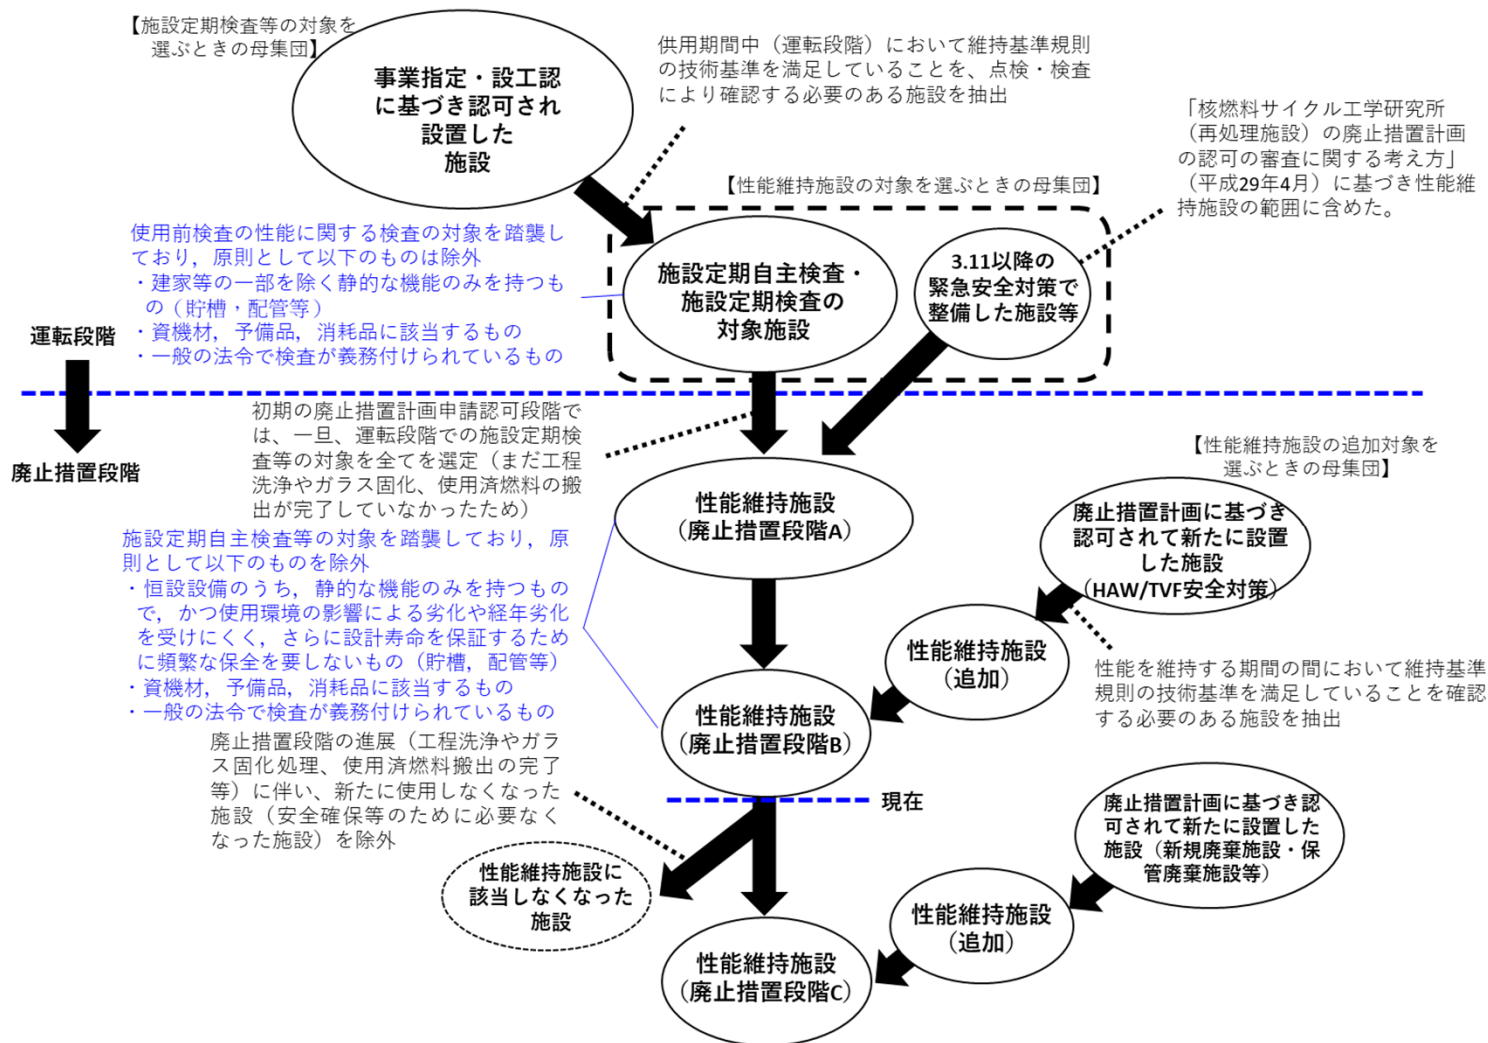 【施設定期検査等の対象を
選ぶときの母集団】
事業指定・設工認
に基づき認可され
設置した
施設
供用期間中（運転段階）において維持基準規則
の技術基準を満足していることを、点検・検査
により確認する必要のある施設を抽出
「核燃料サイクル工学研究所
（再処理施設）の廃止措置計画
の認可の審査に関する考え方」
（平成29年4月）に基づき性能維
持施設の範囲に含めた。
【性能維持施設の対象を選ぶときの母集団】
使用前検査の性能に関する検査の対象を踏襲し
ており，原則として以下のものは除外
・建家等の一部を除く静的な機能のみを持つも
の（貯槽・配管等）
・資機材，予備品，消耗品に該当するもの
・一般の法令で検査が義務付けられているもの
施設定期自主検査・
施設定期検査の
対象施設
3.11以降の
緊急安全対策で
整備した施設等
運転段階
廃止措置段階
初期の廃止措置計画申請認可段階で
は、一旦、運転段階での施設定期検
査等の対象を全てを選定（まだ工程
洗浄やガラス固化、使用済燃料の搬
出が完了していなかったため）
【性能維持施設の追加対象を
選ぶときの母集団】
性能維持施設
（廃止措置段階A）
廃止措置計画に基づき
認可されて新たに設置
した施設
（HAW/TVF安全対策）
施設定期自主検査等の対象を踏襲しており，原
則として以下のものを除外
・恒設設備のうち，静的な機能のみを持つもの
で，かつ使用環境の影響による劣化や経年劣化
を受けにくく，さらに設計寿命を保証するため
に頻繁な保全を要しないもの（貯槽，配管等）
・資機材，予備品，消耗品に該当するもの
・一般の法令で検査が義務付けられているもの
性能維持施設
（追加）
性能を維持する期間の間において維持基準
規則の技術基準を満足していることを確認
する必要のある施設を抽出
性能維持施設
（廃止措置段階B）
廃止措置段階の進展（工程洗浄やガラ
ス固化処理、使用済燃料搬出の完了
等）に伴い、新たに使用しなくなった
施設（安全確保等のために必要なく
なった施設）を除外
現在
廃止措置計画に基づき認
可されて新たに設置した
施設（新規廃棄施設・保
管廃棄施設等）
性能維持施設に
該当しなくなった
施設
性能維持施設
（追加）
性能維持施設
（廃止措置段階C）